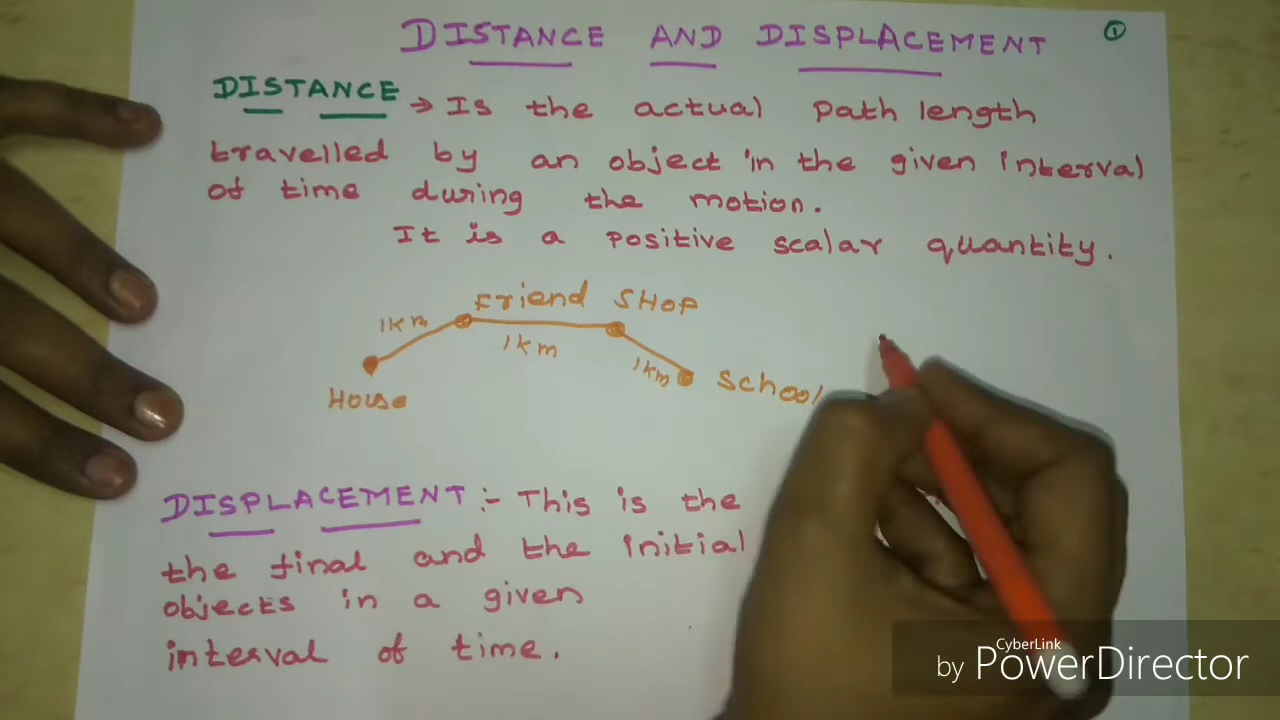 DISTANCE AND DISPLACEMENT ①
DISTANCE → Is the actual path length
travelled by an object in the given interval
of time during the motion.
It is a positive scalar quantity.
Friend SHOP
1km
1km
1km
School
House
DISPLACEMENT :- This is the
the final and the initial
objects in a given
interval of time.
CyberLink
by PowerDirector